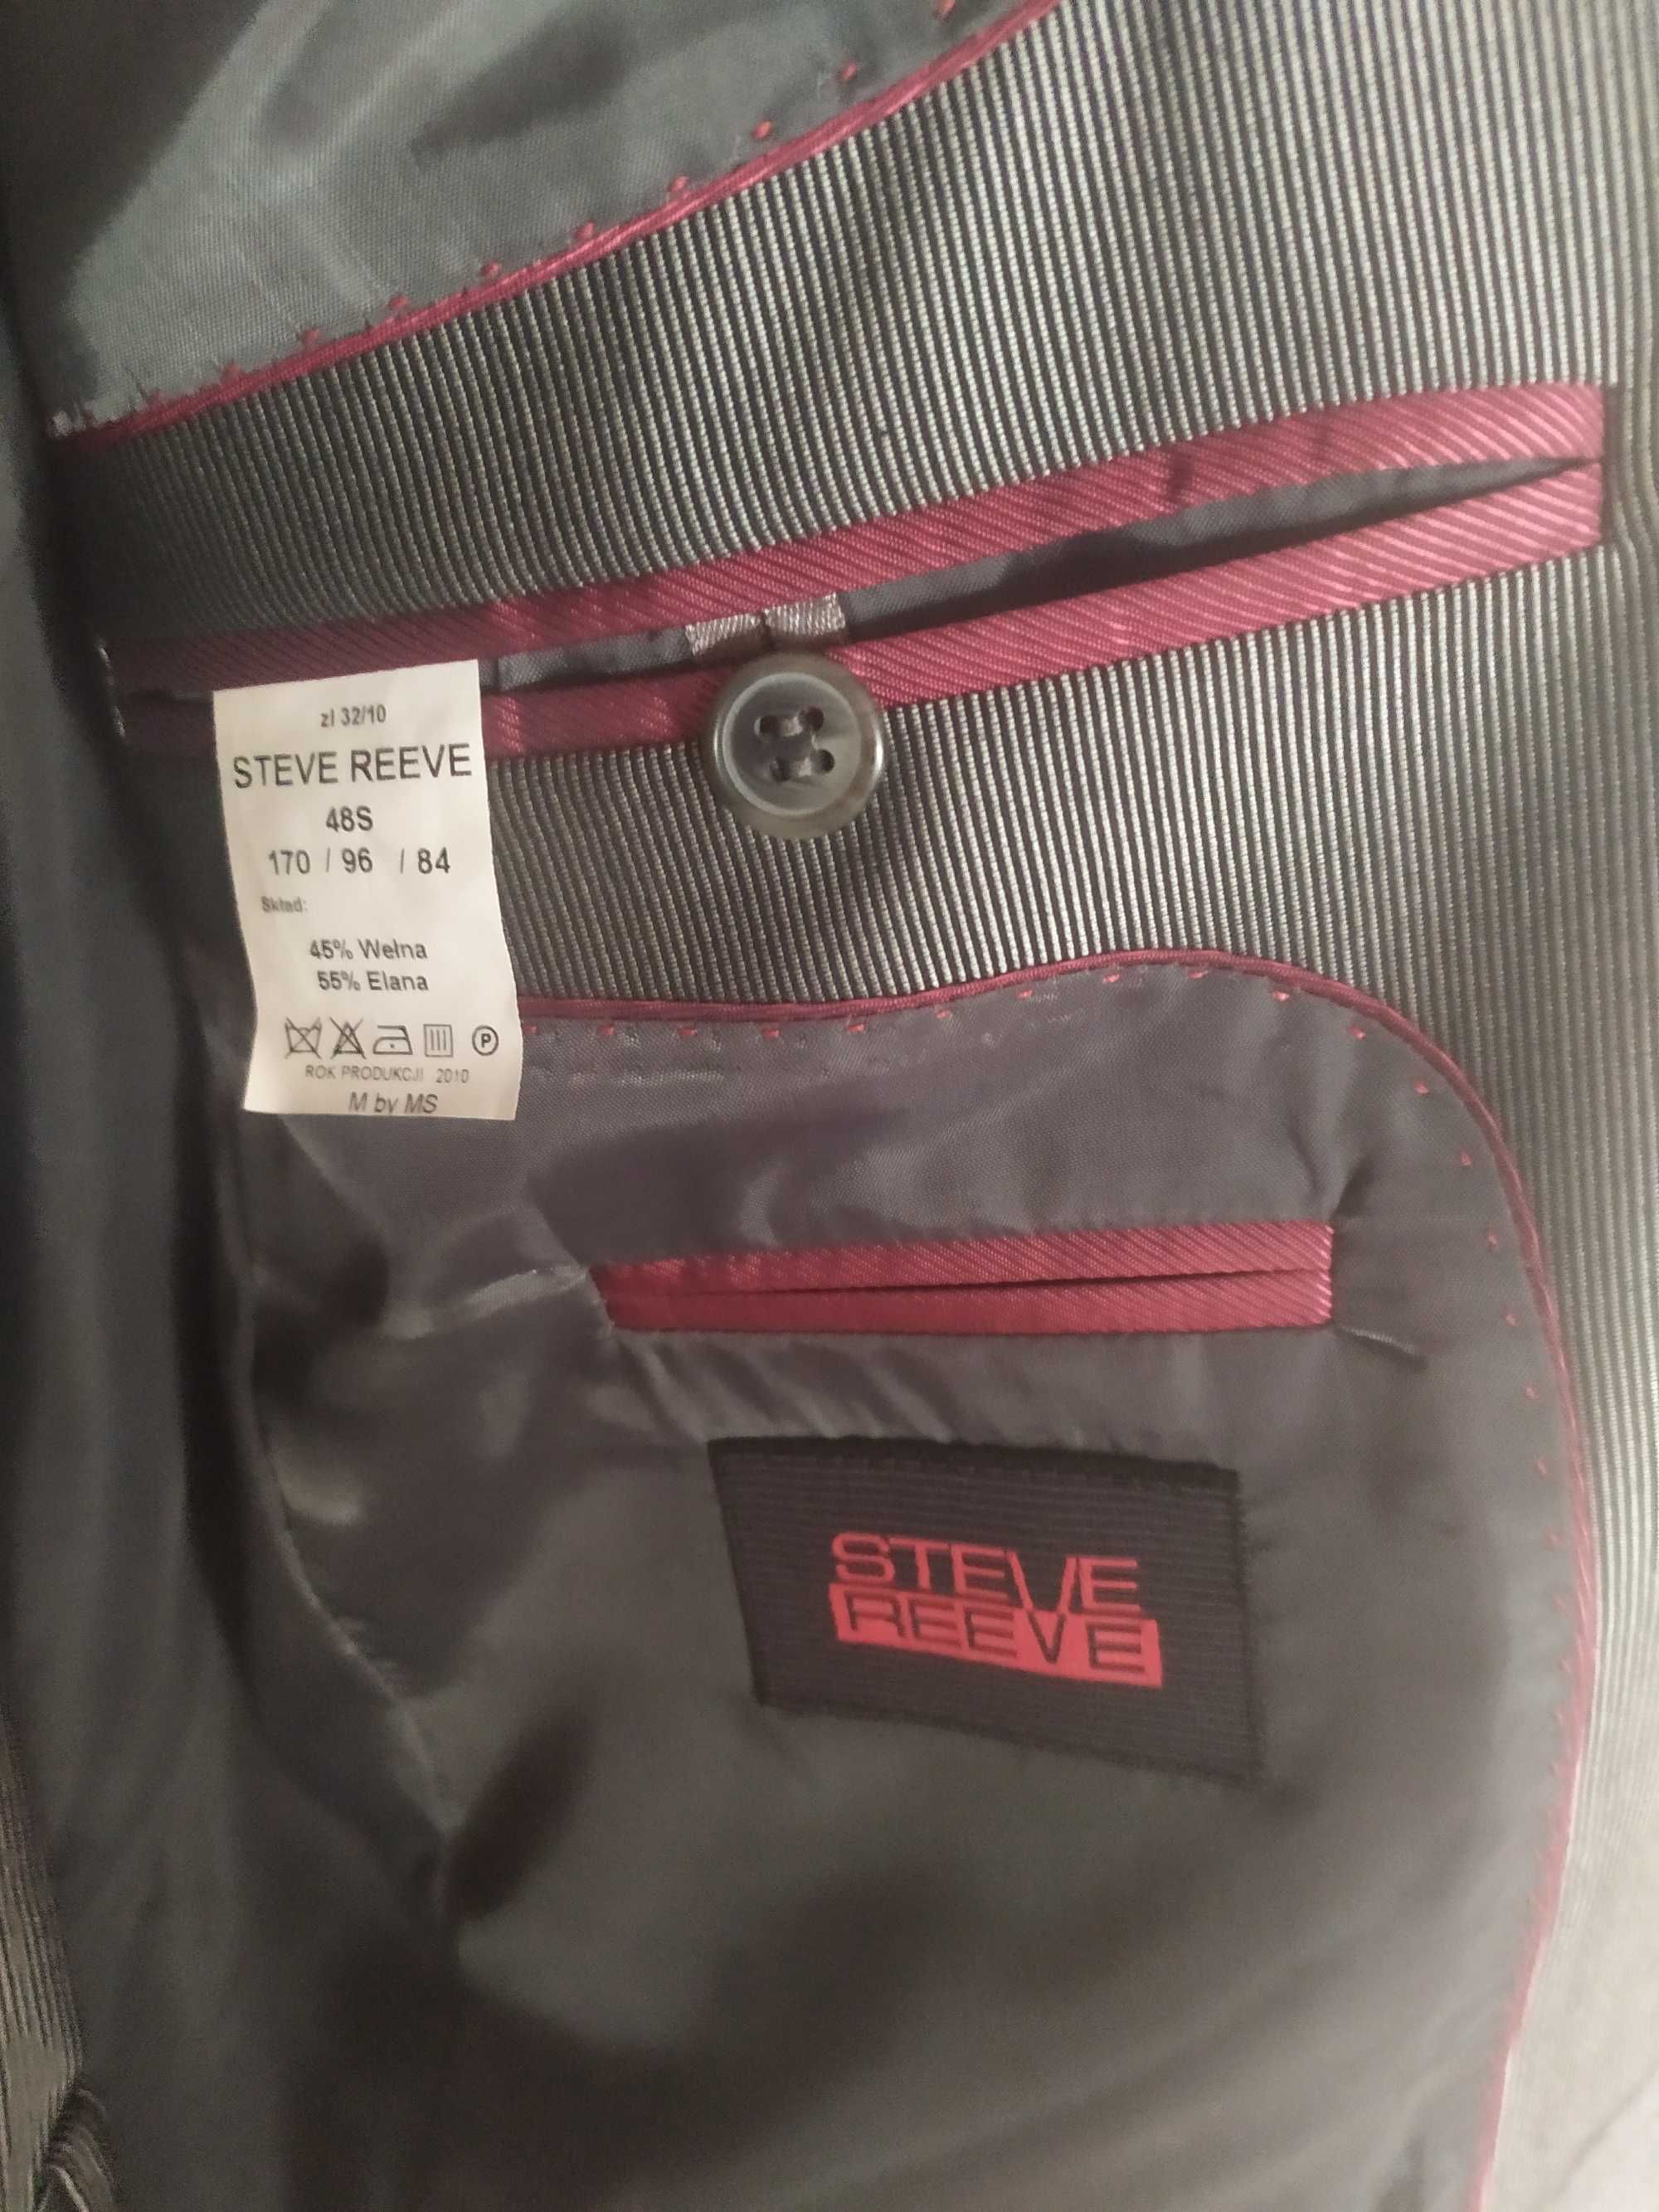 zl 32/10
STEVE REEVE
48S
170 / 96 / 84
Skład:
45% Wełna
55% Elana
P
ROK PRODUKCJI 2010
M by MS
STEVE
REEVE